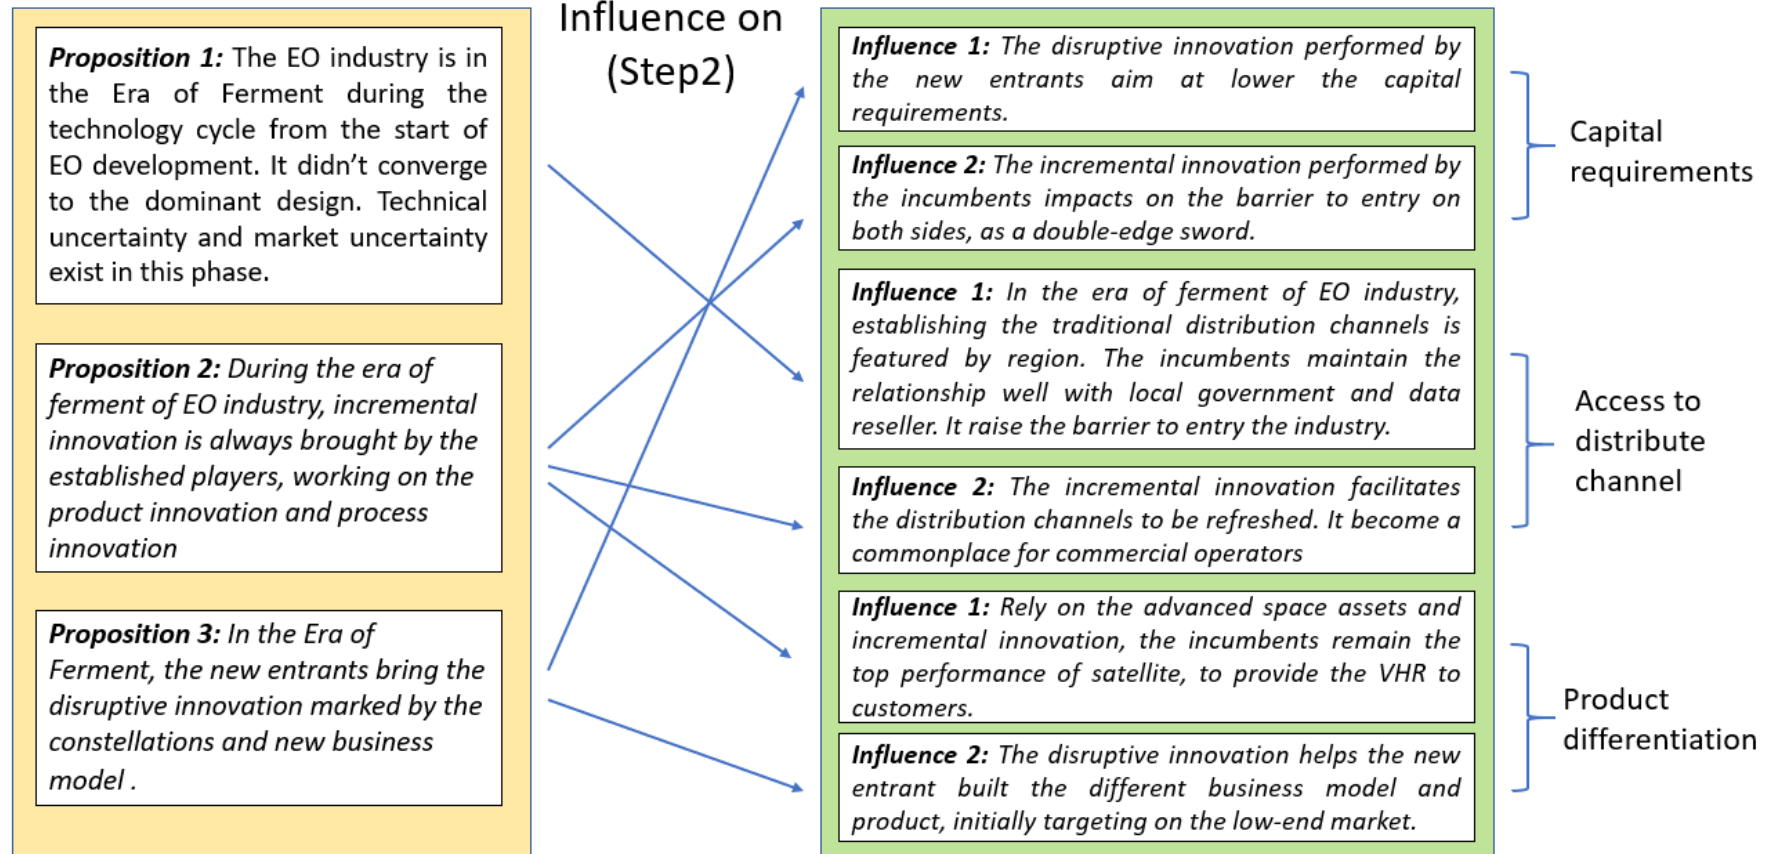 Proposition 1: The EO industry is in
the Era of Ferment during the
technology cycle from the start of
EO development. It didn’t converge
to the dominant design. Technical
uncertainty and market uncertainty
exist in this phase.
Proposition 2: During the era of
ferment of EO industry, incremental
innovation is always brought by the
established players, working on the
product innovation and process
innovation
Proposition 3: In the Era of
Ferment, the new entrants bring the
disruptive innovation marked by the
constellations and new business
model .
Influence on
(Step2)
Influence 1: The disruptive innovation performed by
the new entrants aim at lower the capital
requirements.
Influence 2: The incremental innovation performed by
the incumbents impacts on the barrier to entry on
both sides, as a double-edge sword.
Influence 1: In the era of ferment of EO industry,
establishing the traditional distribution channels is
featured by region. The incumbents maintain the
relationship well with local government and data
reseller. It raise the barrier to entry the industry.
Influence 2: The incremental innovation facilitates
the distribution channels to be refreshed. It become a
commonplace for commercial operators
Influence 1: Rely on the advanced space assets and
incremental innovation, the incumbents remain the
top performance of satellite, to provide the VHR to
customers.
Influence 2: The disruptive innovation helps the new
entrant built the different business model and
product, initially targeting on the low-end market.
Capital
requirements
Access to
distribute
channel
Product
differentiation